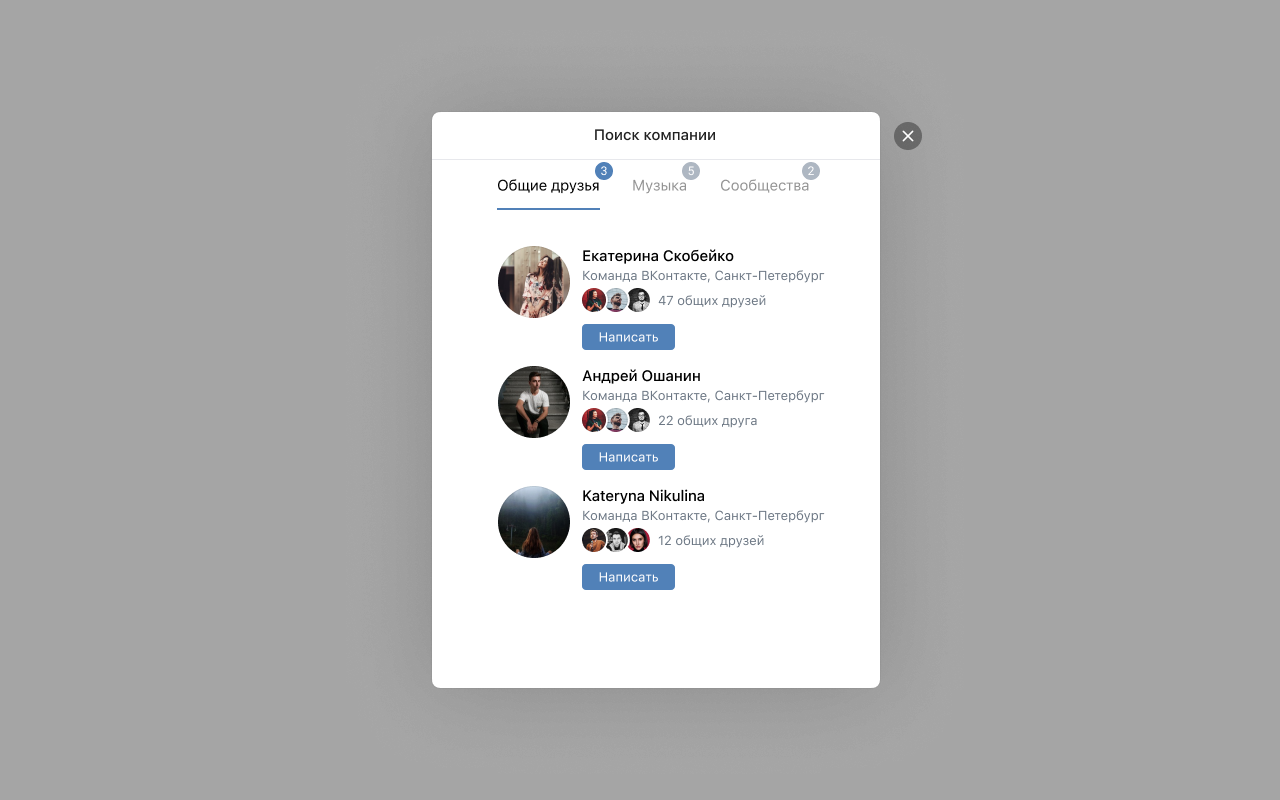 Поиск компании
3 5 2
Общие друзья Музыка Сообщества
Екатерина Скобейко
Команда ВКонтакте, Санкт-Петербург
47 общих друзей
Написать
Андрей Ошанин
Команда ВКонтакте, Санкт-Петербург
22 общих друга
Написать
Kateryna Nikulina
Команда ВКонтакте, Санкт-Петербург
12 общих друзей
Написать